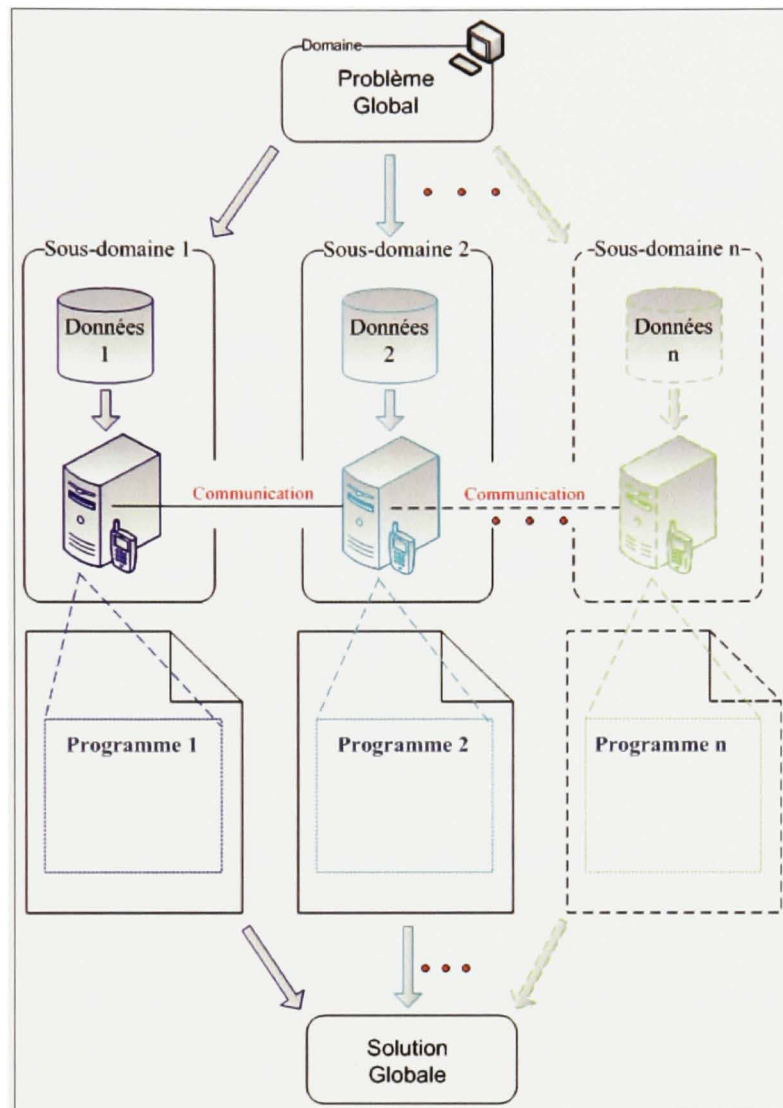 Domaine
Problème
Global
Sous-domaine 1
Sous-domaine 2
Sous-domaine n
Données
1
Données
2
Données
n
Communication
Communication
Programme 1
Programme 2
Programme n
Solution
Globale